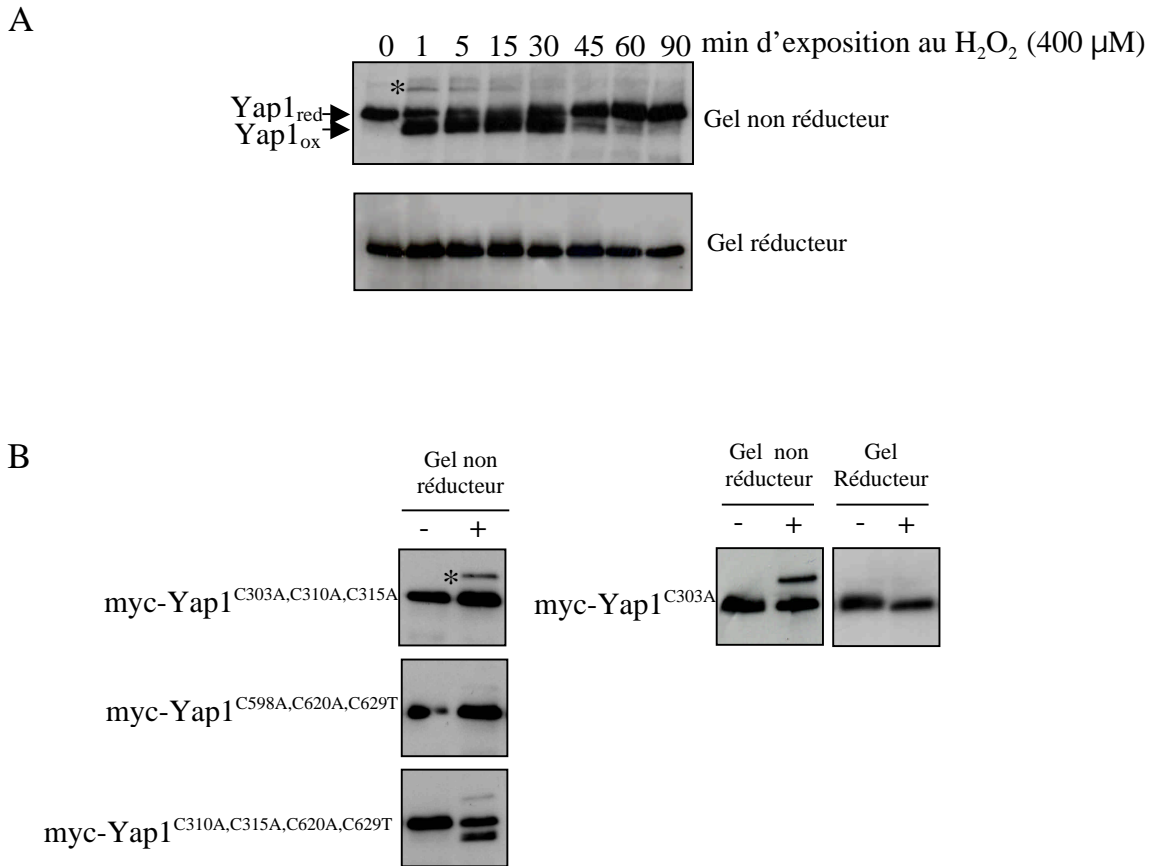 A
0 1 5 15 30 45 60 90 min d'exposition au H₂O₂ (400 µM)
*
Yap1red
Yap1ox
Gel non réducteur
Gel réducteur
B
Gel non
réducteur
- +
*
myc-Yap1C303A,C310A,C315A
myc-Yap1C598A,C620A,C629T
myc-Yap1C310A,C315A,C620A,C629T
Gel non
réducteur
- +
Gel
Réducteur
- +
myc-Yap1C303A